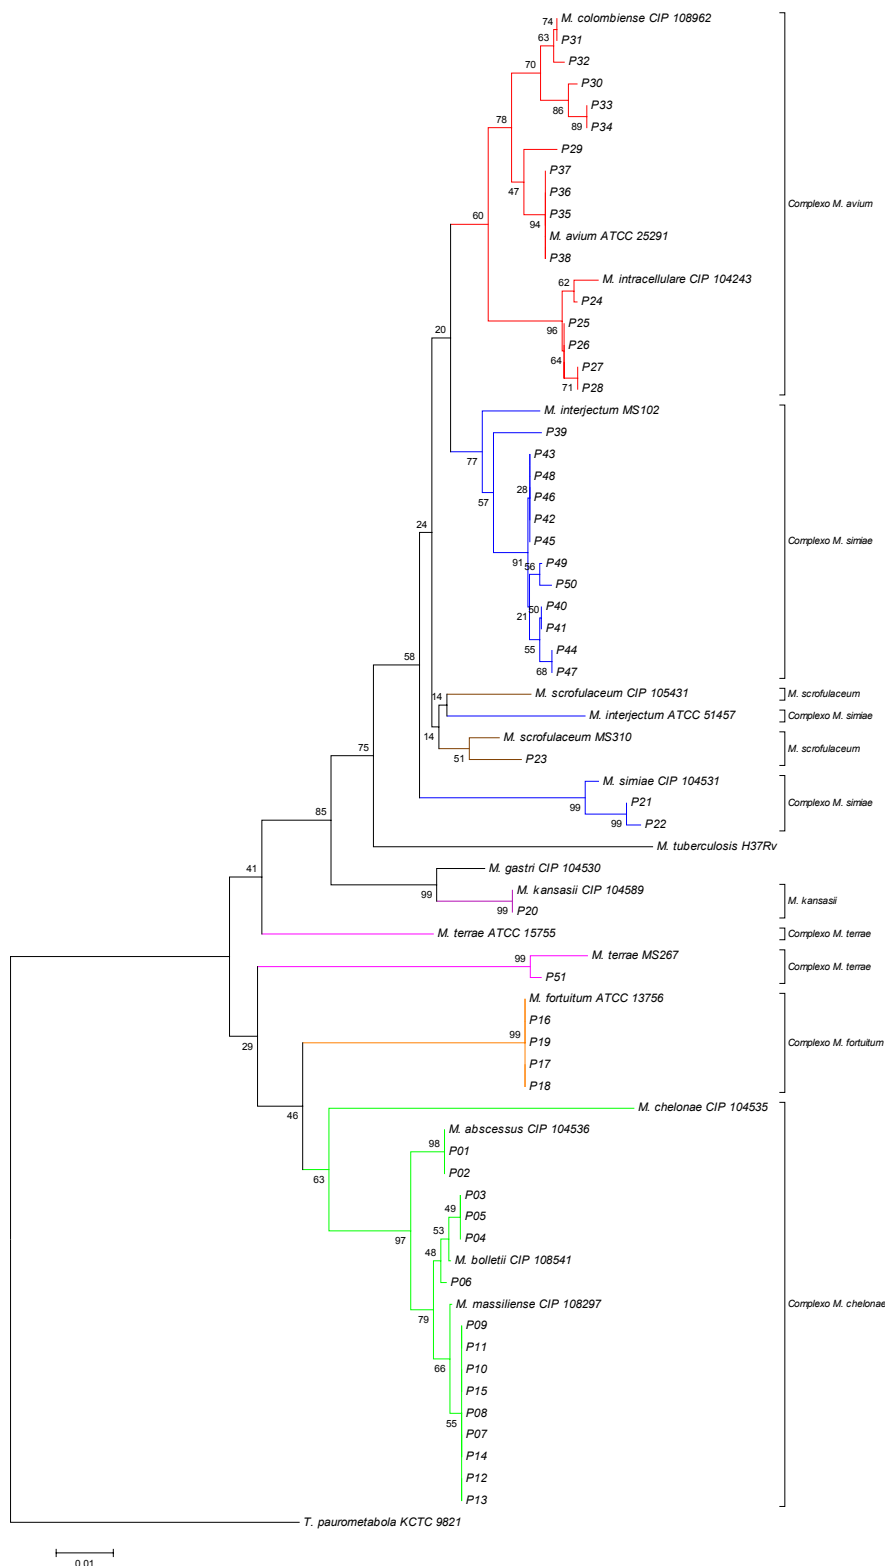 M. colombiense CIP 108962
74
P31
63
P32
70
P30
P33
86
P34
89
78
P29
P37
47
P36
P35
60
94
M. avium ATCC 25291
P38
Complexo M. avium
M. intracellulare CIP 104243
62
P24
P25
96
20
P26
64
P27
71
P28
M. interjectum MS102
P39
77
P43
P48
28
57
P46
P42
24
P45
Complexo M. simiae
91
P49
56
P50
P40
50
21
P41
55
P44
58
68
P47
14
M. scrofulaceum CIP 105431
M. scrofulaceum
M. interjectum ATCC 51457
Complexo M. simiae
14
M. scrofulaceum MS310
M. scrofulaceum
75
51
P23
M. simiae CIP 104531
99
P21
Complexo M. simiae
85
99
P22
M. tuberculosis H37Rv
41
M. gastri CIP 104530
99
M. kansasii CIP 104589
M. kansasii
99
P20
M. terrae ATCC 15755
Complexo M. terrae
M. terrae MS267
99
Complexo M. terrae
P51
M. fortuitum ATCC 13756
P16
99
29
P19
Complexo M. fortuitum
P17
P18
46
M. chelonae CIP 104535
M. abscessus CIP 104536
98
P01
63
P02
P03
49
P05
97
53
P04
48
M. bolletii CIP 108541
P06
79
M. massiliense CIP 108297
Complexo M. chelonae
P09
P11
66
P10
P15
P08
55
P07
P14
P12
P13
T. paurometabola KCTC 9821
0.01